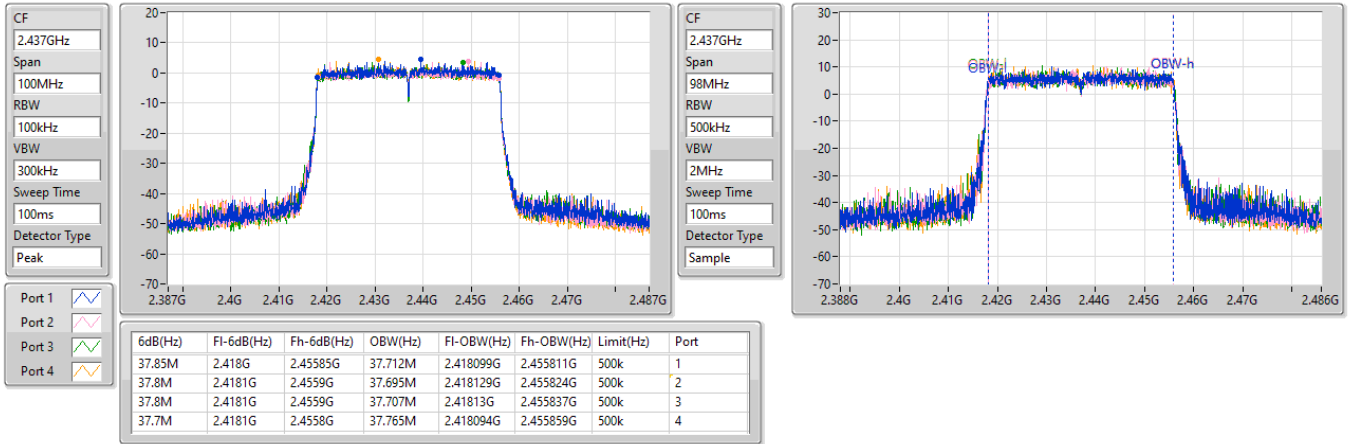 CF
2.437GHz
Span
100MHz
RBW
100kHz
VBW
300kHz
Sweep Time
100ms
Detector Type
Peak
20
10
0
-10
-20
-30
-40
-50
-60
-70
2.387G 2.4G 2.41G 2.42G 2.43G 2.44G 2.45G 2.46G 2.47G 2.487G
CF
2.437GHz
Span
98MHz
RBW
500kHz
VBW
2MHz
Sweep Time
100ms
Detector Type
Sample
30
20
10
0
-10
-20
-30
-40
-50
-60
-70
OBW-l OBW-h
2.388G 2.4G 2.41G 2.42G 2.43G 2.44G 2.45G 2.46G 2.47G 2.486G
Port 1
Port 2
Port 3
Port 4
6dB(Hz) Fl-6dB(Hz) Fh-6dB(Hz) OBW(Hz) Fl-OBW(Hz) Fh-OBW(Hz) Limit(Hz) Port
37.85M 2.418G 2.45585G 37.712M 2.418099G 2.455811G 500k 1
37.8M 2.4181G 2.4559G 37.695M 2.418129G 2.455824G 500k 2
37.8M 2.4181G 2.4559G 37.707M 2.41813G 2.455837G 500k 3
37.7M 2.4181G 2.4558G 37.765M 2.418094G 2.455859G 500k 4